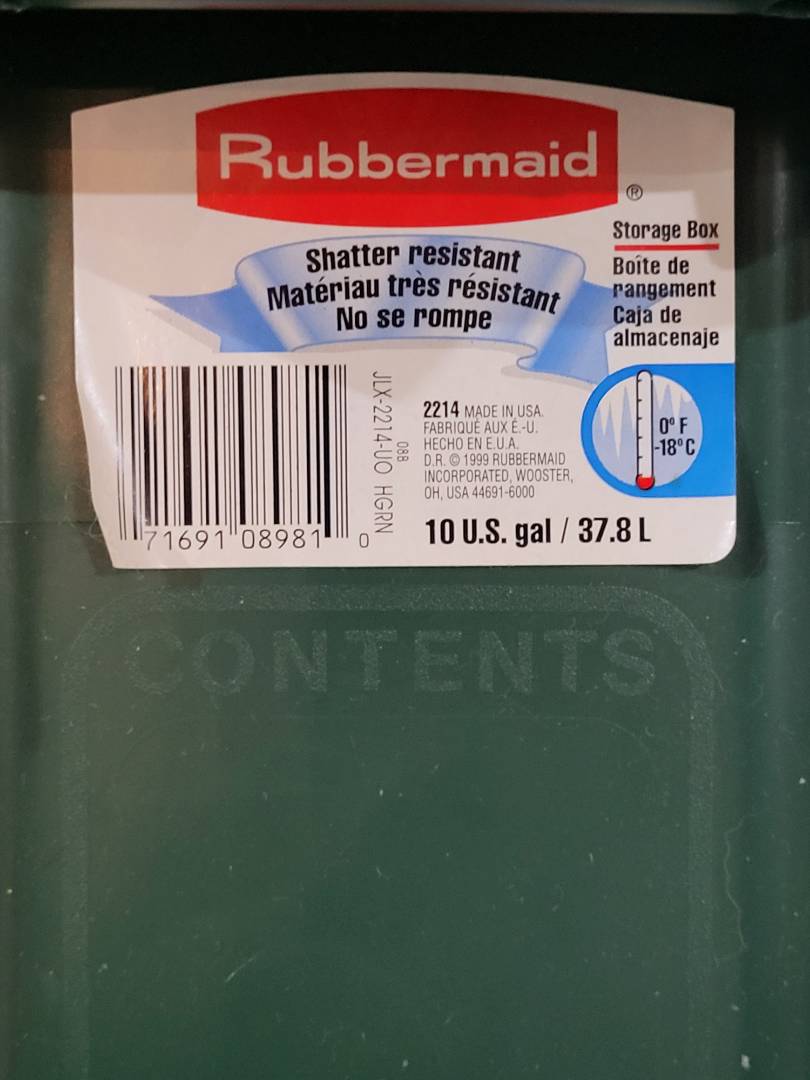 Rubbermaid
®
Storage Box
Boîte de
rangement
Caja de
almacenaje
Shatter resistant
Matériau très résistant
No se rompe
0° F
-18°C
JLX-2214-UO HGRN
08B
2214 MADE IN USA.
FABRIQUÉ AUX É.-U.
HECHO EN E.U.A.
D.R. © 1999 RUBBERMAID
INCORPORATED, WOOSTER,
OH, USA 44691-6000
71691 08981 0
10 U.S. gal / 37.8 L
CONTENTS